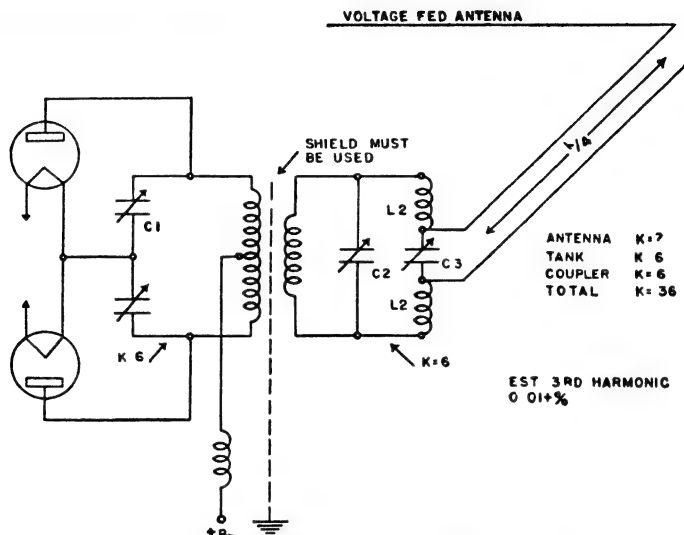 VOLTAGE FED ANTENNA
SHIELD MUST
BE USED
λ/4
C1
L2
C2
C3
L2
ANTENNA K=?
TANK K 6
COUPLER K=6
TOTAL K=36
K 6
K=6
EST 3RD HARMONIC
0 01+%
+B-